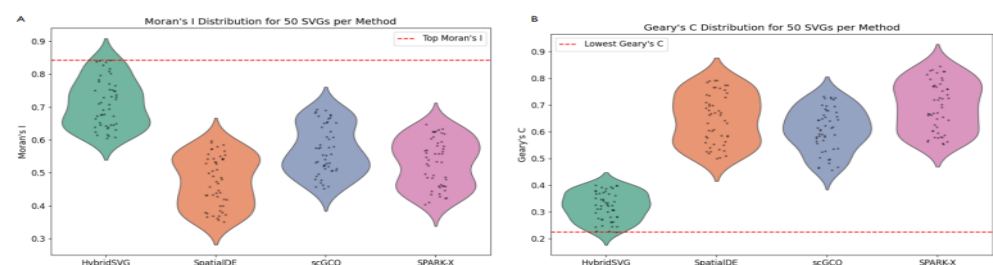 A
Moran's I Distribution for 50 SVGs per Method
Top Moran's I
Moran's I
0.9
0.8
0.7
0.6
0.5
0.4
0.3
HybridSVG SpatialDE scGCO SPARK-X
B
Geary's C Distribution for 50 SVGs per Method
Lowest Geary's C
Geary's C
0.9
0.8
0.7
0.6
0.5
0.4
0.3
0.2
HybridSVG SpatialDE scGCO SPARK-X